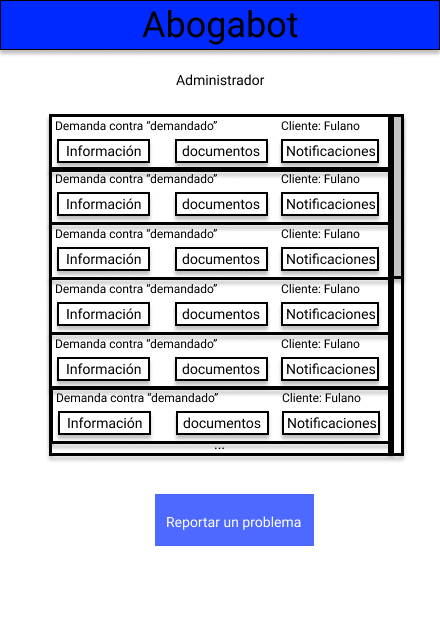 Abogabot
Administrador
Demanda contra “demandado” Cliente: Fulano
Información documentos Notificaciones
Demanda contra “demandado” Cliente: Fulano
Información documentos Notificaciones
Demanda contra “demandado” Cliente: Fulano
Información documentos Notificaciones
Demanda contra “demandado” Cliente: Fulano
Información documentos Notificaciones
Demanda contra “demandado” Cliente: Fulano
Información documentos Notificaciones
Demanda contra “demandado” Cliente: Fulano
Información documentos Notificaciones
...
Reportar un problema